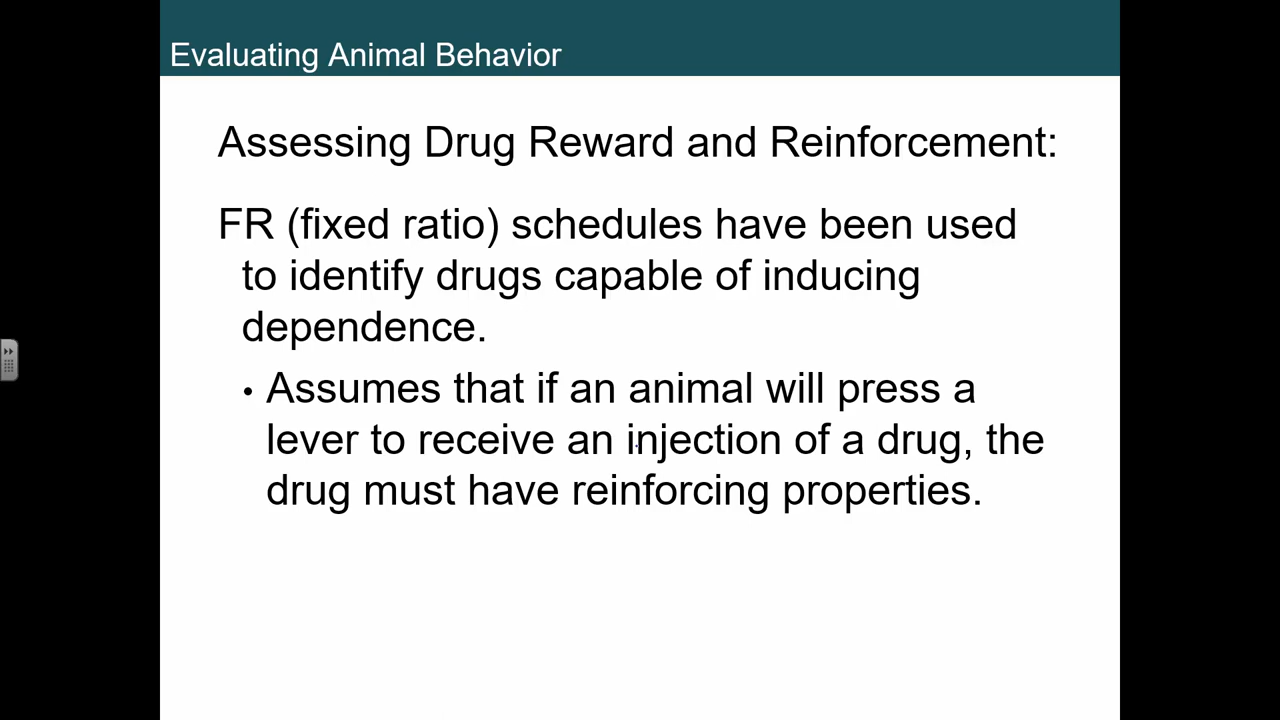 Evaluating Animal Behavior
Assessing Drug Reward and Reinforcement:
FR (fixed ratio) schedules have been used
to identify drugs capable of inducing
dependence.
• Assumes that if an animal will press a
lever to receive an injection of a drug, the
drug must have reinforcing properties.